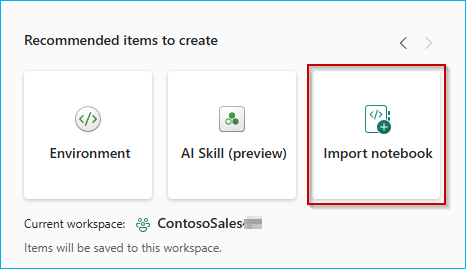 Recommended items to create
Environment
AI Skill (preview)
Import notebook
Current workspace: ContosoSales
Items will be saved to this workspace.